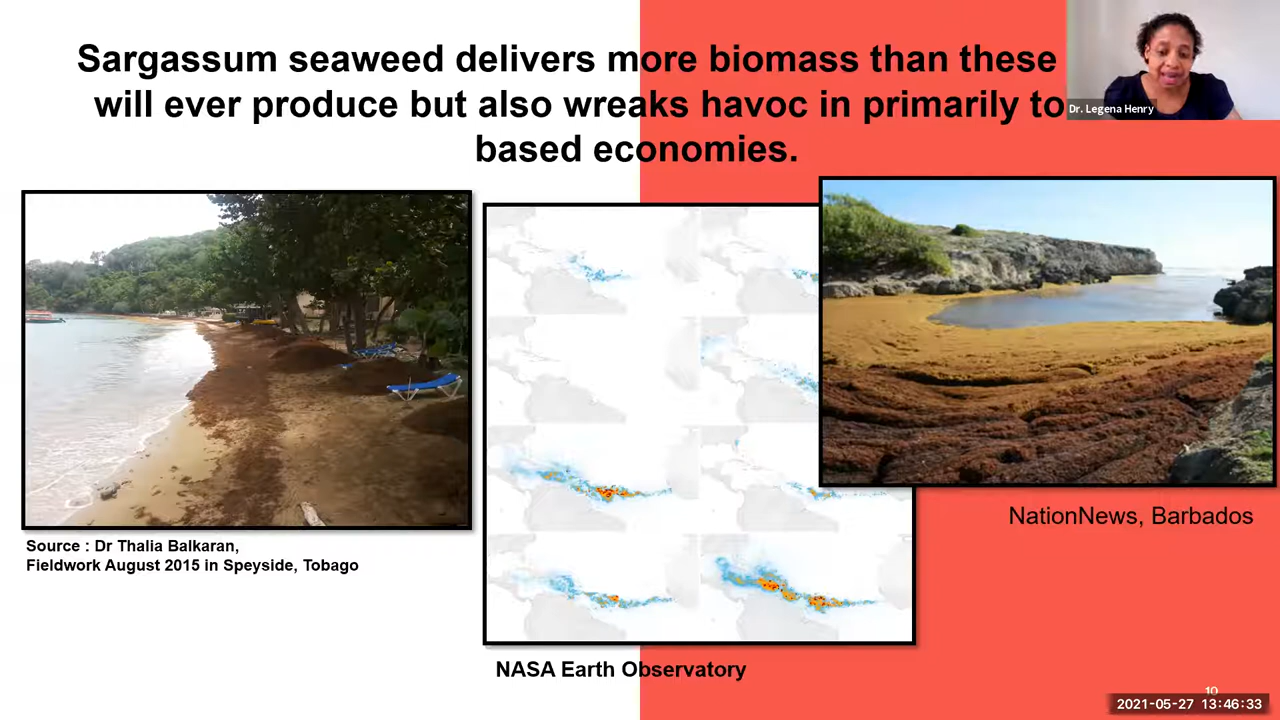 Sargassum seaweed delivers more biomass than these
will ever produce but also wreaks havoc in primarily to
based economies.
Dr. Legena Henry
Source : Dr Thalia Balkaran,
Fieldwork August 2015 in Speyside, Tobago
NationNews, Barbados
NASA Earth Observatory
10
2021-05-27 13:46:33